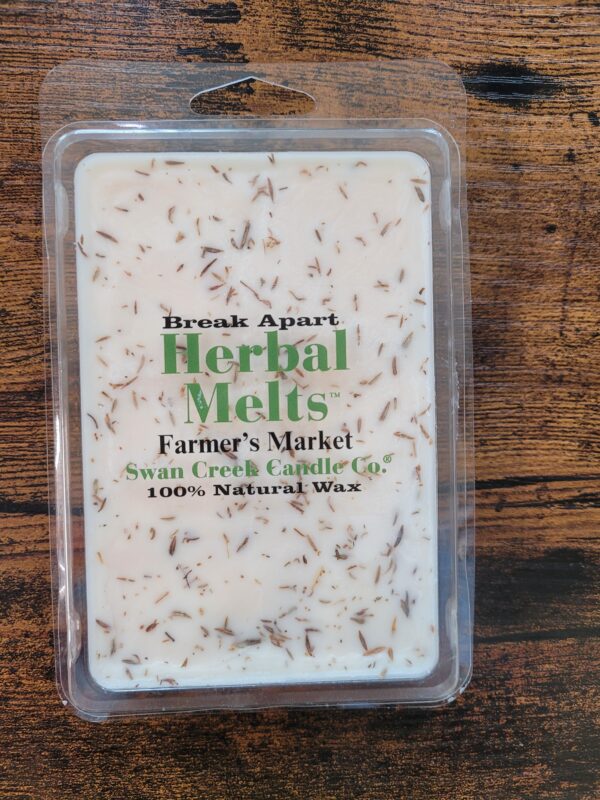 Break Apart
Herbal
Melts™
Farmer's Market
Swan Creek Candle Co.®
100% Natural Wax